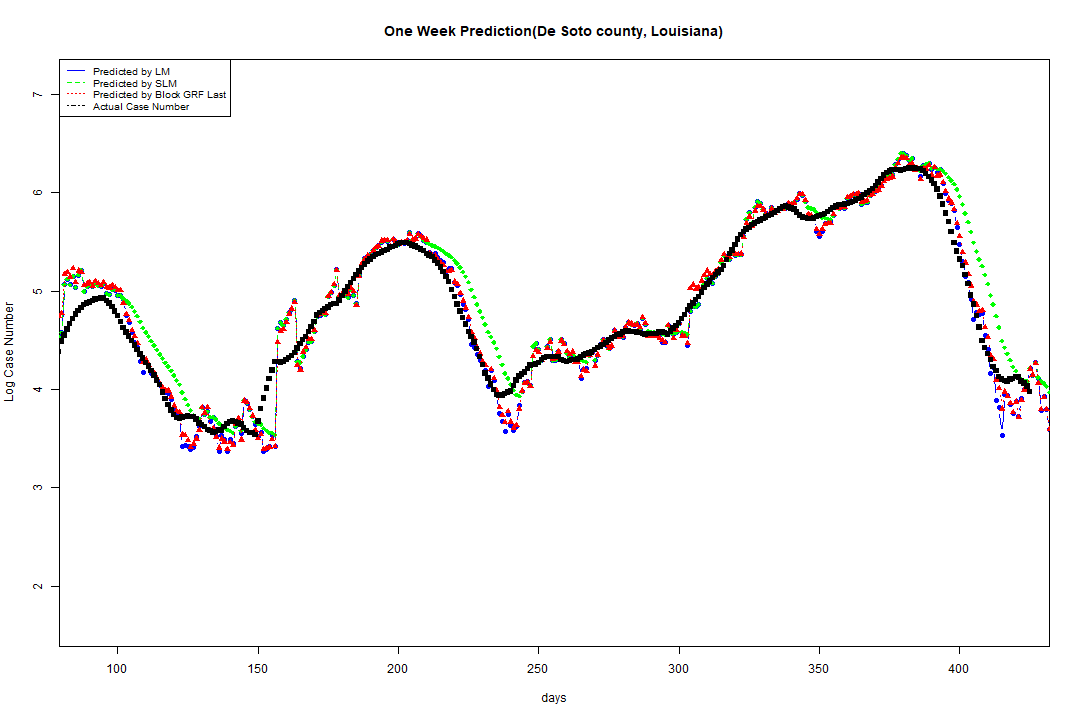 One Week Prediction(De Soto county, Louisiana)
Predicted by LM
Predicted by SLM
Predicted by Block GRF Last
Actual Case Number
Log Case Number
7
6
5
4
3
2
100 150 200 250 300 350 400
days